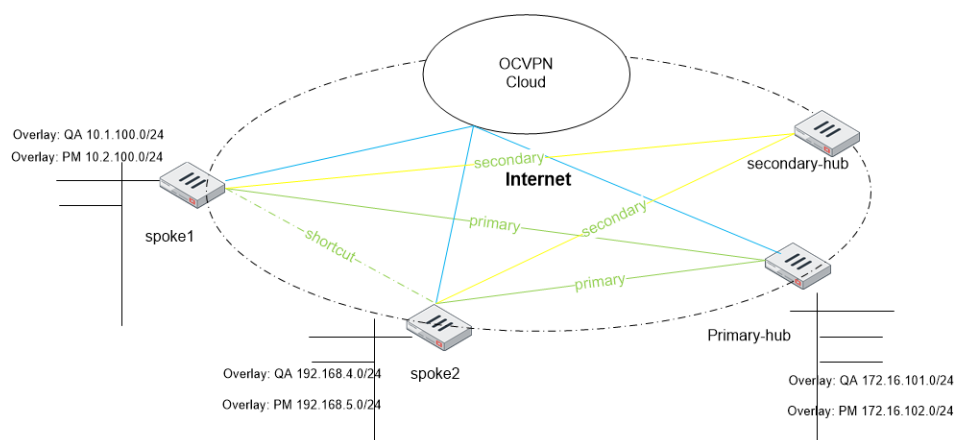 OCVPN
Cloud
Overlay: QA 10.1.100.0/24
Overlay: PM 10.2.100.0/24
secondary
secondary-hub
Internet
spoke1
primary
secondary
shortcut
primary
Primary-hub
spoke2
Overlay: QA 192.168.4.0/24
Overlay: QA 172.16.101.0/24
Overlay: PM 192.168.5.0/24
Overlay: PM 172.16.102.0/24